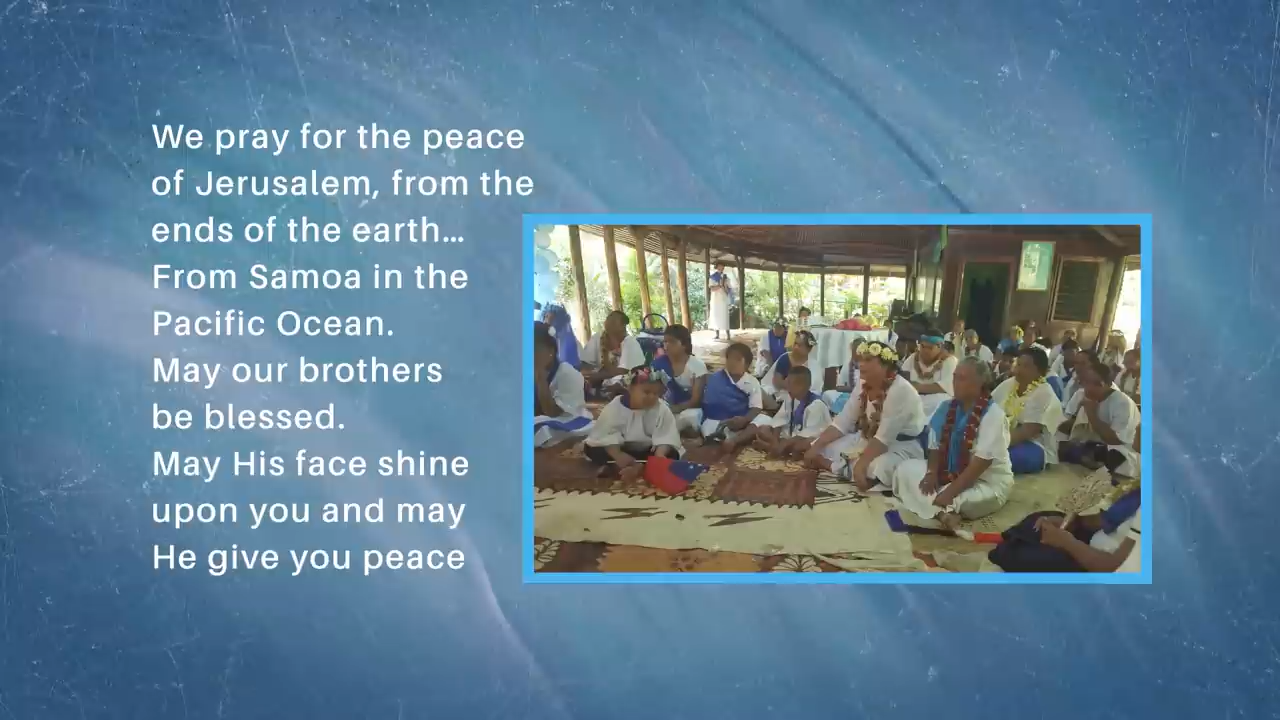 We pray for the peace
of Jerusalem, from the
ends of the earth...
From Samoa in the
Pacific Ocean.
May our brothers
be blessed.
May His face shine
upon you and may
He give you peace